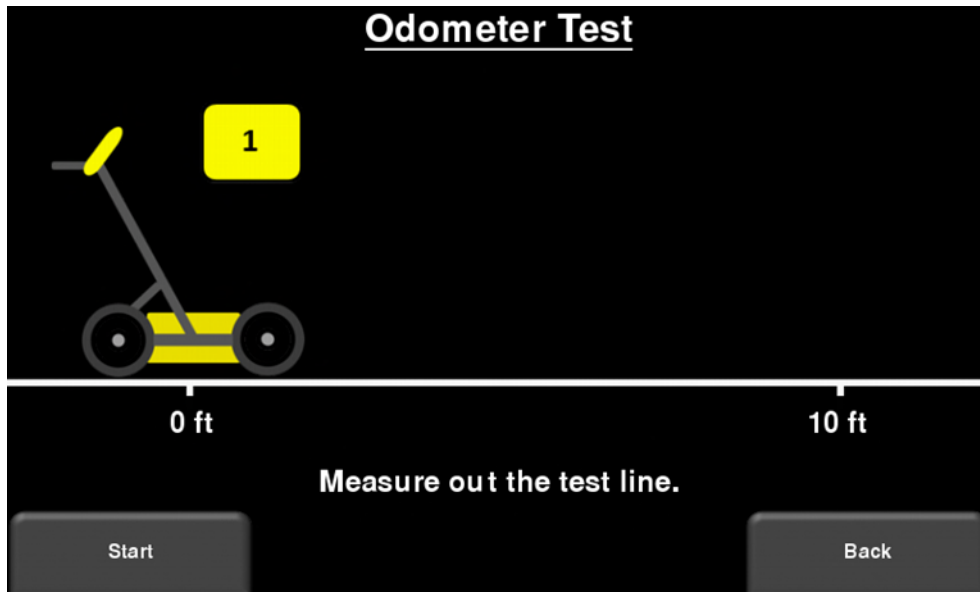 Odometer Test
1
0 ft
10 ft
Measure out the test line.
Start
Back